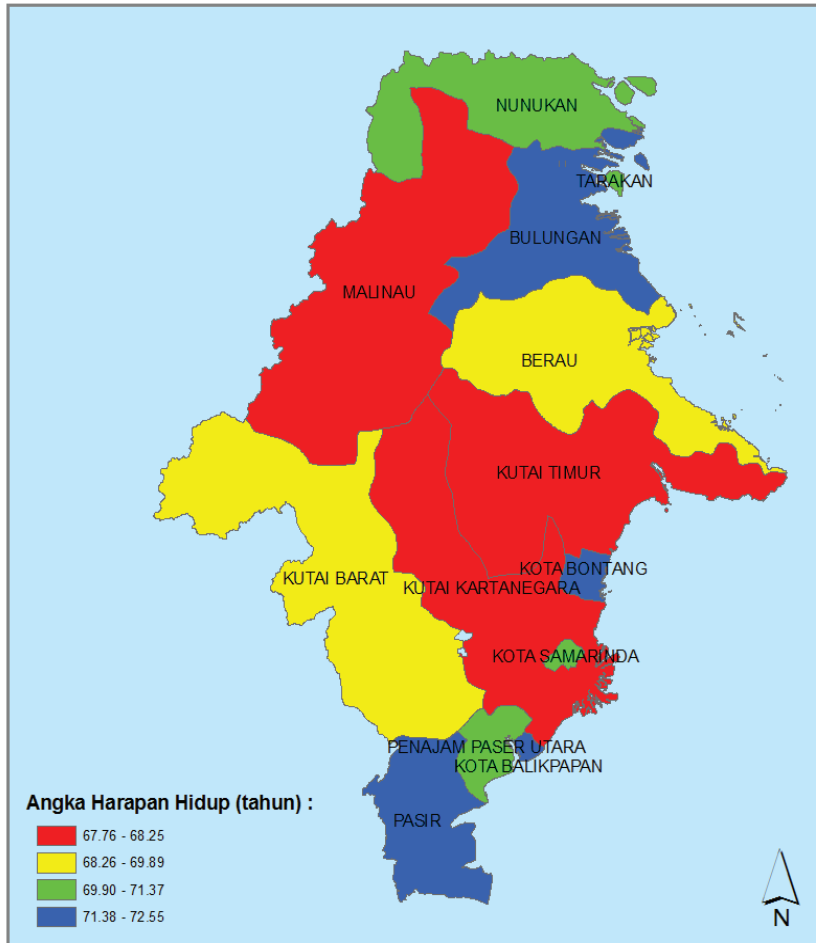 NUNUKAN
TARAKAN
BULUNGAN
MALINAU
BERAU
KUTAI TIMUR
KOTA BONTANG
KUTAI BARAT
KUTAI KARTANEGARA
KOTA SAMARINDA
PENAJAM PASER UTARA
KOTA BALIKPAPAN
PASIR
Angka Harapan Hidup (tahun) :
67.76 - 68.25
68.26 - 69.89
69.90 - 71.37
71.38 - 72.55
N